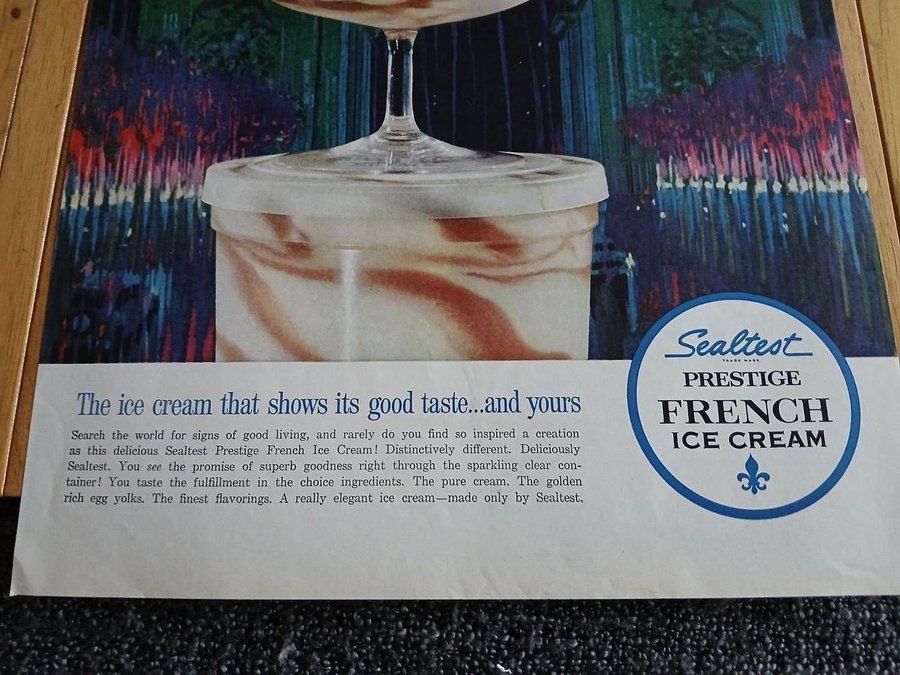 The ice cream that shows its good taste...and yours
Search the world for signs of good living, and rarely do you find so inspired a creation
as this delicious Sealtest Prestige French Ice Cream! Distinctively different. Deliciously
Sealtest. You see the promise of superb goodness right through the sparkling clear con-
tainer! You taste the fulfillment in the choice ingredients. The pure cream. The golden
rich egg yolks. The finest flavorings. A really elegant ice cream—made only by Sealtest.
Sealtest
TRADE MARK
PRESTIGE
FRENCH
ICE CREAM